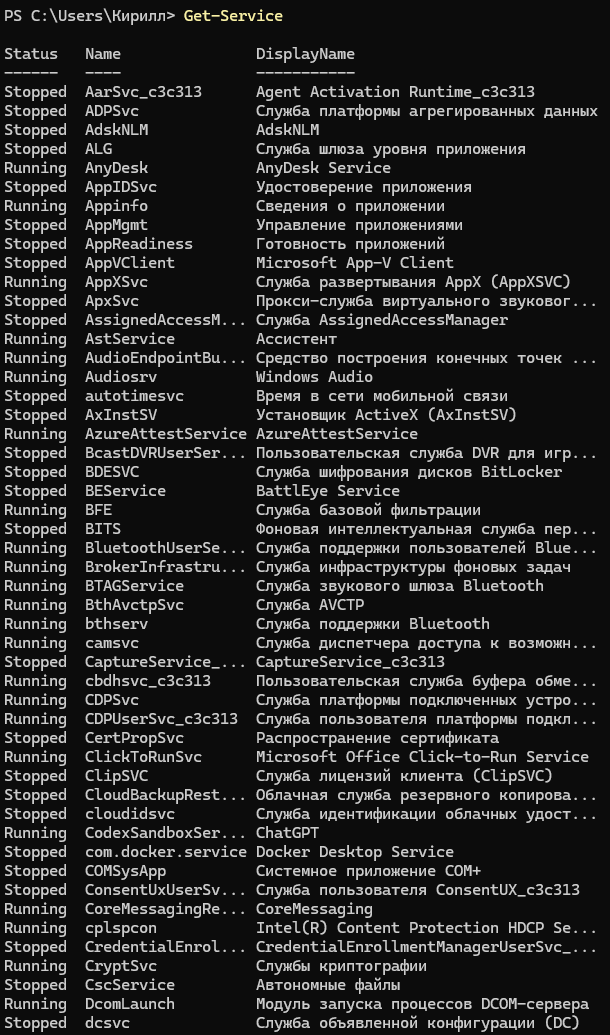 PS C:\Users\Кирилл> Get-Service
Status Name DisplayName
------ ---- -----------
Stopped AarSvc_c3c313 Agent Activation Runtime_c3c313
Stopped ADPSvc Служба платформы агрегированных данных
Stopped AdskNLM AdskNLM
Stopped ALG Служба шлюза уровня приложения
Running AnyDesk AnyDesk Service
Stopped AppIDSvc Удостоверение приложения
Running Appinfo Сведения о приложении
Stopped AppMgmt Управление приложениями
Stopped AppReadiness Готовность приложений
Stopped AppVClient Microsoft App-V Client
Running AppXSvc Служба развертывания AppX (AppXSVC)
Stopped ApxSvc Прокси-служба виртуального звуковог...
Stopped AssignedAccessM... Служба AssignedAccessManager
Running AstService Ассистент
Running AudioEndpointBu... Средство построения конечных точек ...
Running Audiosrv Windows Audio
Stopped autotimesvc Время в сети мобильной связи
Stopped AxInstSV Установщик ActiveX (AxInstSV)
Running AzureAttestService AzureAttestService
Stopped BcastDVRUserSer... Пользовательская служба DVR для игр...
Stopped BDESVC Служба шифрования дисков BitLocker
Stopped BEService BattlEye Service
Running BFE Служба базовой фильтрации
Stopped BITS Фоновая интеллектуальная служба пер...
Running BluetoothUserSe... Служба поддержки пользователей Blue...
Running BrokerInfrastru... Служба инфраструктуры фоновых задач
Running BTAGService Служба звукового шлюза Bluetooth
Running BthAvctpSvc Служба AVCTP
Running bthserv Служба поддержки Bluetooth
Running camsvc Служба диспетчера доступа к возможн...
Stopped CaptureService_... CaptureService_c3c313
Running cbdhsvc_c3c313 Пользовательская служба буфера обме...
Running CDPSvc Служба платформы подключенных устро...
Running CDPUserSvc_c3c313 Служба пользователя платформы подкл...
Stopped CertPropSvc Распространение сертификата
Running ClickToRunSvc Microsoft Office Click-to-Run Service
Stopped ClipSVC Служба лицензий клиента (ClipSVC)
Stopped CloudBackupRest... Облачная служба резервного копирова...
Stopped cloudidsvc Служба идентификации облачных удост...
Running CodexSandboxSer... ChatGPT
Stopped com.docker.service Docker Desktop Service
Stopped COMSysApp Системное приложение COM+
Stopped ConsentUxUserSv... Служба пользователя ConsentUX_c3c313
Running CoreMessagingRe... CoreMessaging
Running cplspcon Intel(R) Content Protection HDCP Se...
Stopped CredentialEnrol... CredentialEnrollmentManagerUserSvc_...
Running CryptSvc Службы криптографии
Stopped CscService Автономные файлы
Running DcomLaunch Модуль запуска процессов DCOM-сервера
Stopped dcsvc Служба объявленной конфигурации (DC)